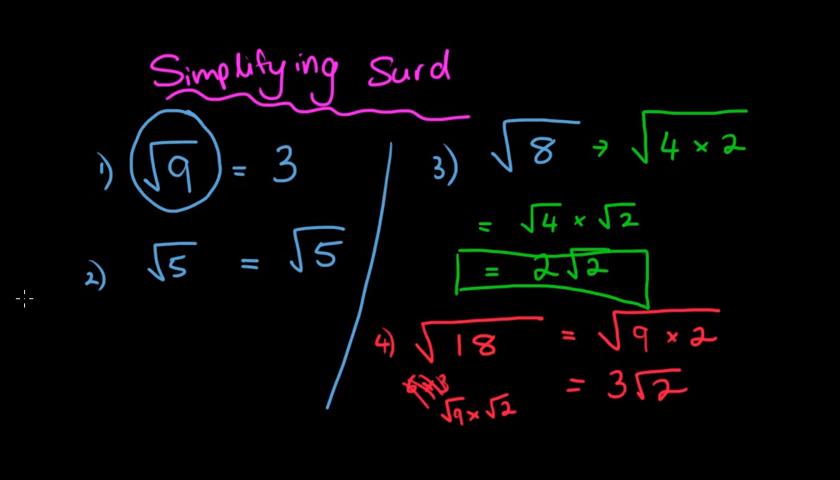 Simplifying Surd
1) √9 = 3
2) √5 = √5
3) √8 → √4 × 2
= √4 × √2
= 2√2
4) √18 = √9 × 2
= 3√2
√9 × √2